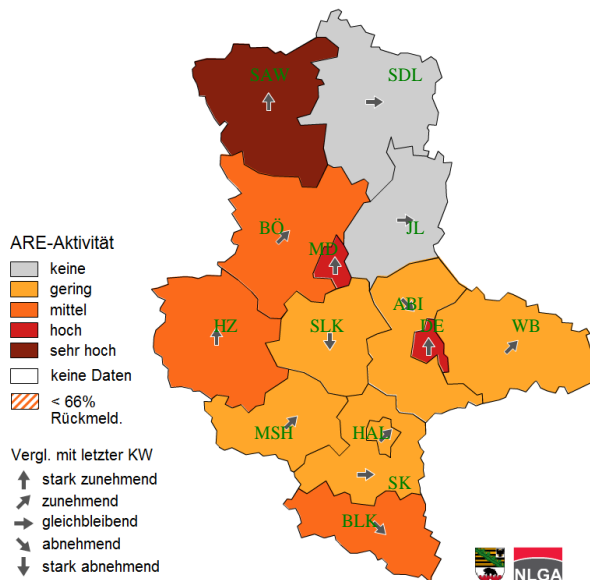 SAW
SDL
BÖ
JL
MD
ARE-Aktivität
keine
gering
mittel
hoch
sehr hoch
keine Daten
< 66%
Rückmeld.
HZ
SLK
ABI
DE
WB
MSH
HAL
SK
BLK
Vergl. mit letzter KW
stark zunehmend
zunehmend
gleichbleibend
abnehmend
stark abnehmend
NLGA